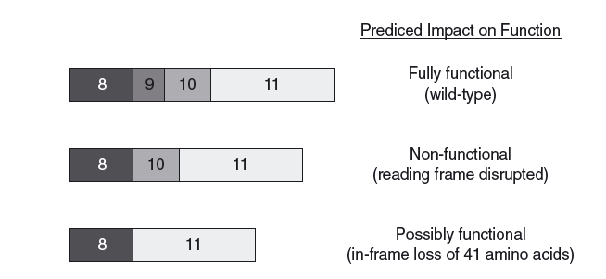 Prediced Impact on Function
8 9 10 11
Fully functional
(wild-type)
8 10 11
Non-functional
(reading frame disrupted)
8 11
Possibly functional
(in-frame loss of 41 amino acids)